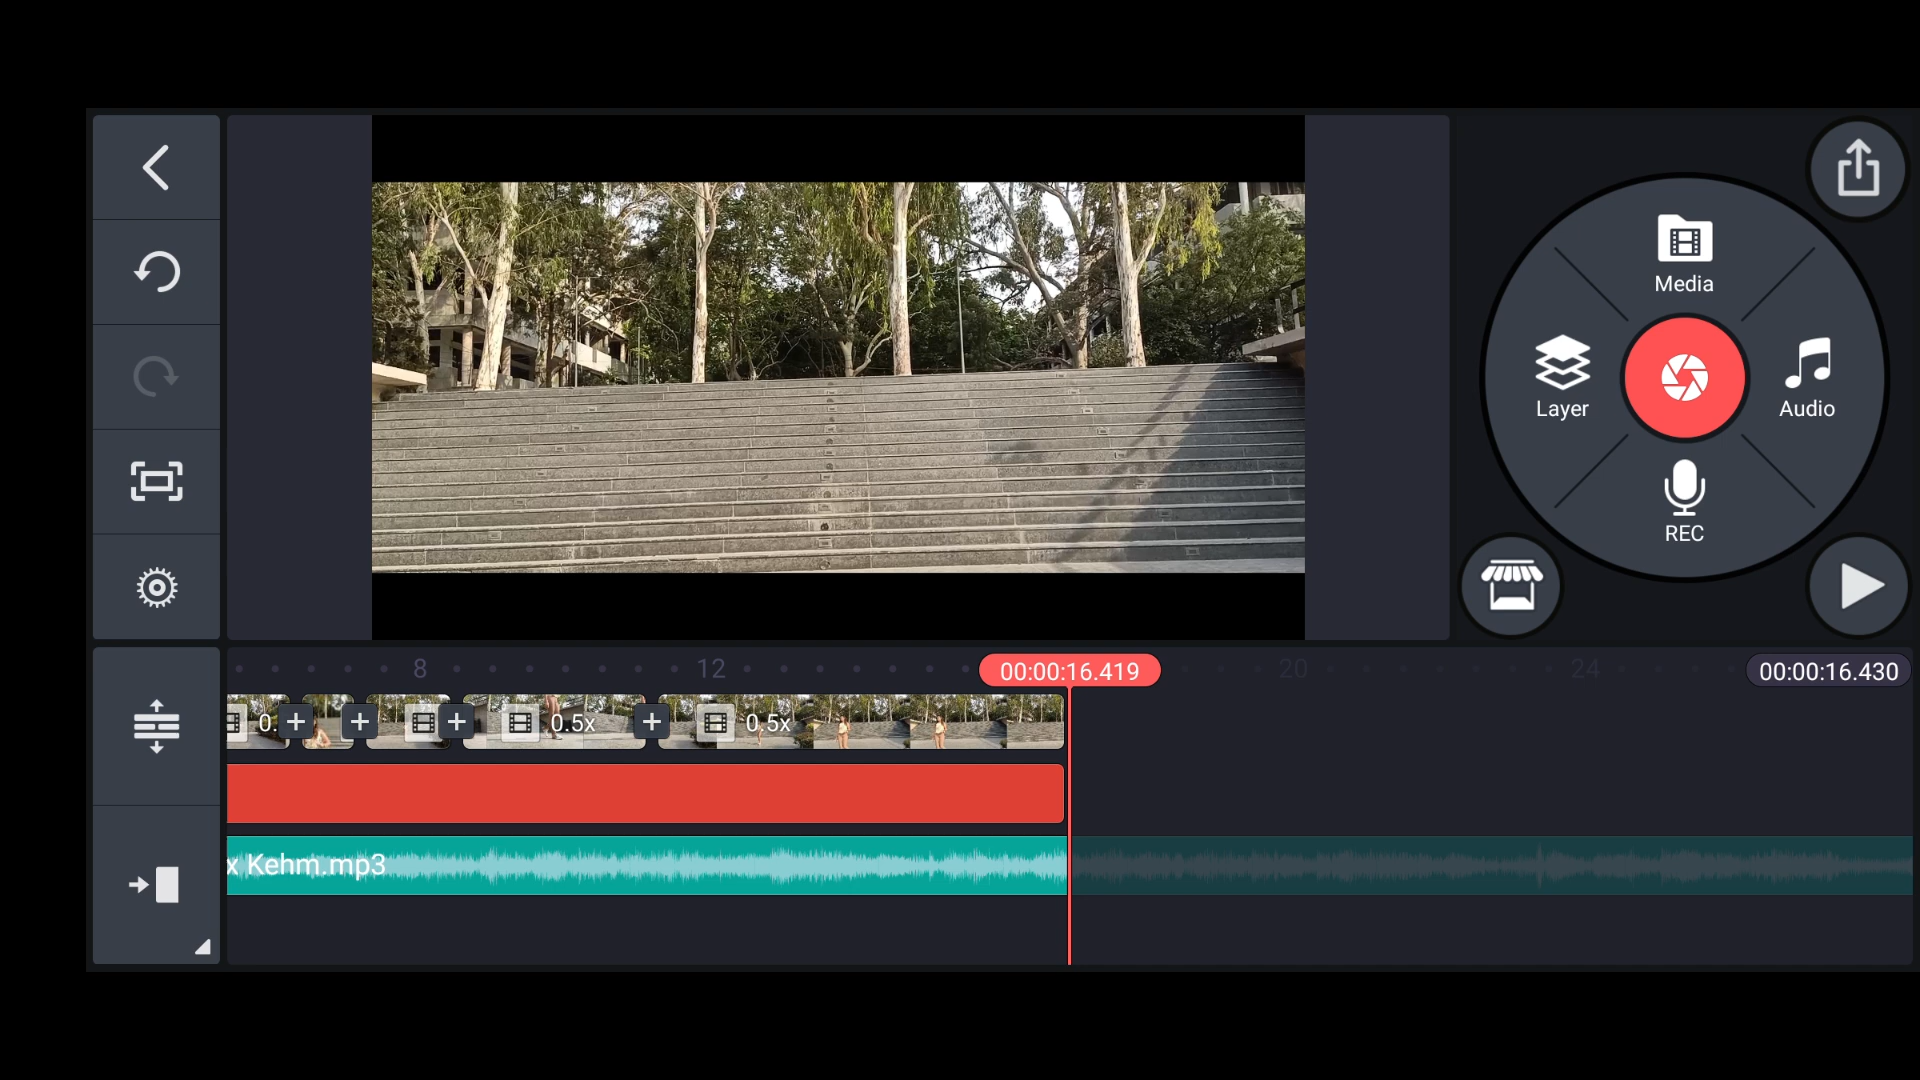 Media
Layer
Audio
REC
8
12
00:00:16.419
20
24
00:00:16.430
0.
0.5x
0.5x
x Kehm.mp3